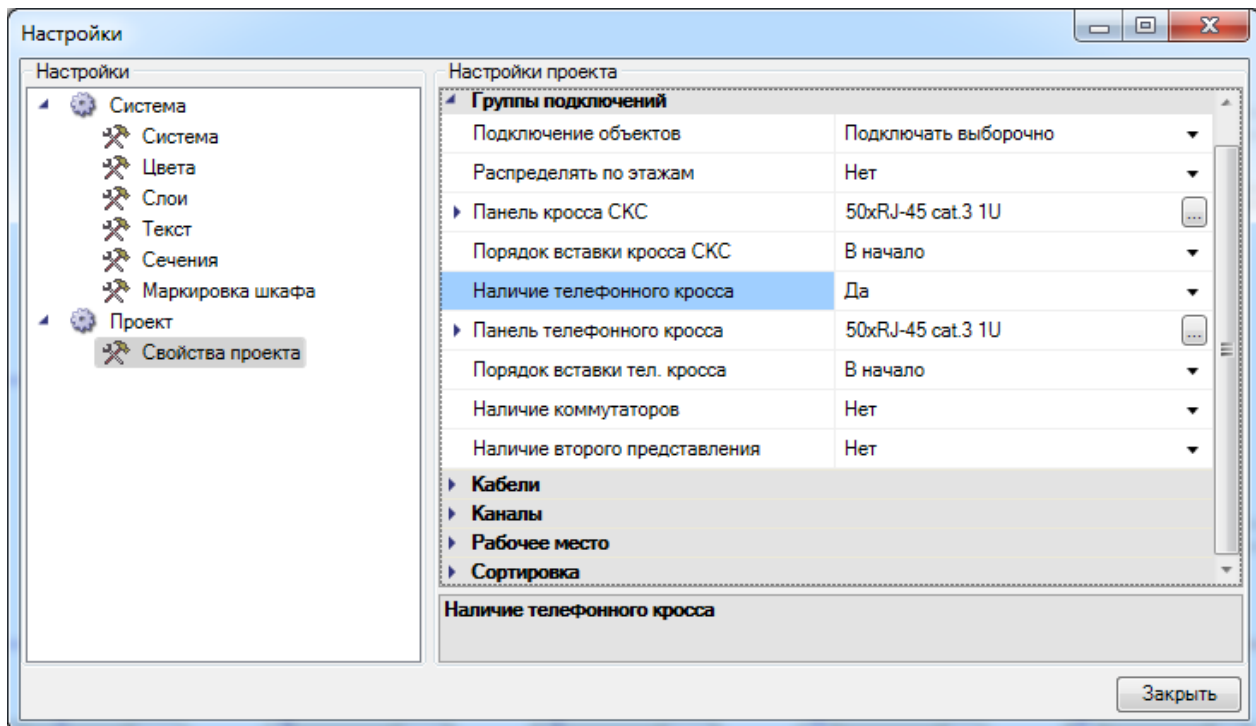 Настройки
Настройки
Система
Система
Цвета
Слои
Текст
Сечения
Маркировка шкафа
Проект
Свойства проекта
Настройки проекта
Группы подключений
Подключение объектов Подключать выборочно
Распределять по этажам Нет
Панель кросса СКС 50xRJ-45 cat.3 1U ...
Порядок вставки кросса СКС В начало
Наличие телефонного кросса Да
Панель телефонного кросса 50xRJ-45 cat.3 1U ...
Порядок вставки тел. кросса В начало
Наличие коммутаторов Нет
Наличие второго представления Нет
Кабели
Каналы
Рабочее место
Сортировка
Наличие телефонного кросса
Закрыть